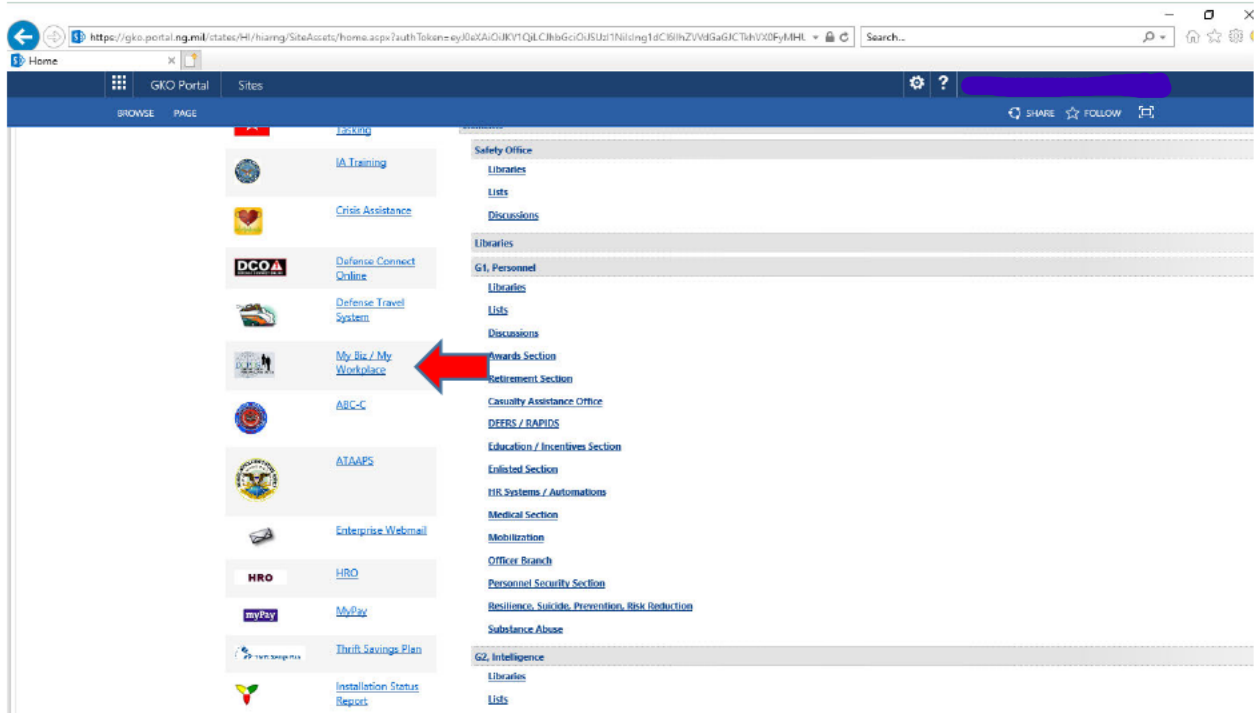 Search...
Home
GKO Portal Sites
?
BROWSE PAGE
SHARE FOLLOW
Tasking
IA Training
Crisis Assistance
DCO
Defense Connect
Online
Defense Travel
System
My Biz / My
Workplace
ABC-C
ATAAPS
Enterprise Webmail
HRO
HRO
myPay
MyPay
Thrift Savings Plan
Installation Status
Report
Safety Office
Libraries
Lists
Discussions
Libraries
G1, Personnel
Libraries
Lists
Discussions
Awards Section
Retirement Section
Casualty Assistance Office
DEERS / RAPIDS
Education / Incentives Section
Enlisted Section
HR Systems / Automations
Medical Section
Mobilization
Officer Branch
Personnel Security Section
Resilience, Suicide, Prevention, Risk Reduction
Substance Abuse
G2, Intelligence
Libraries
Lists